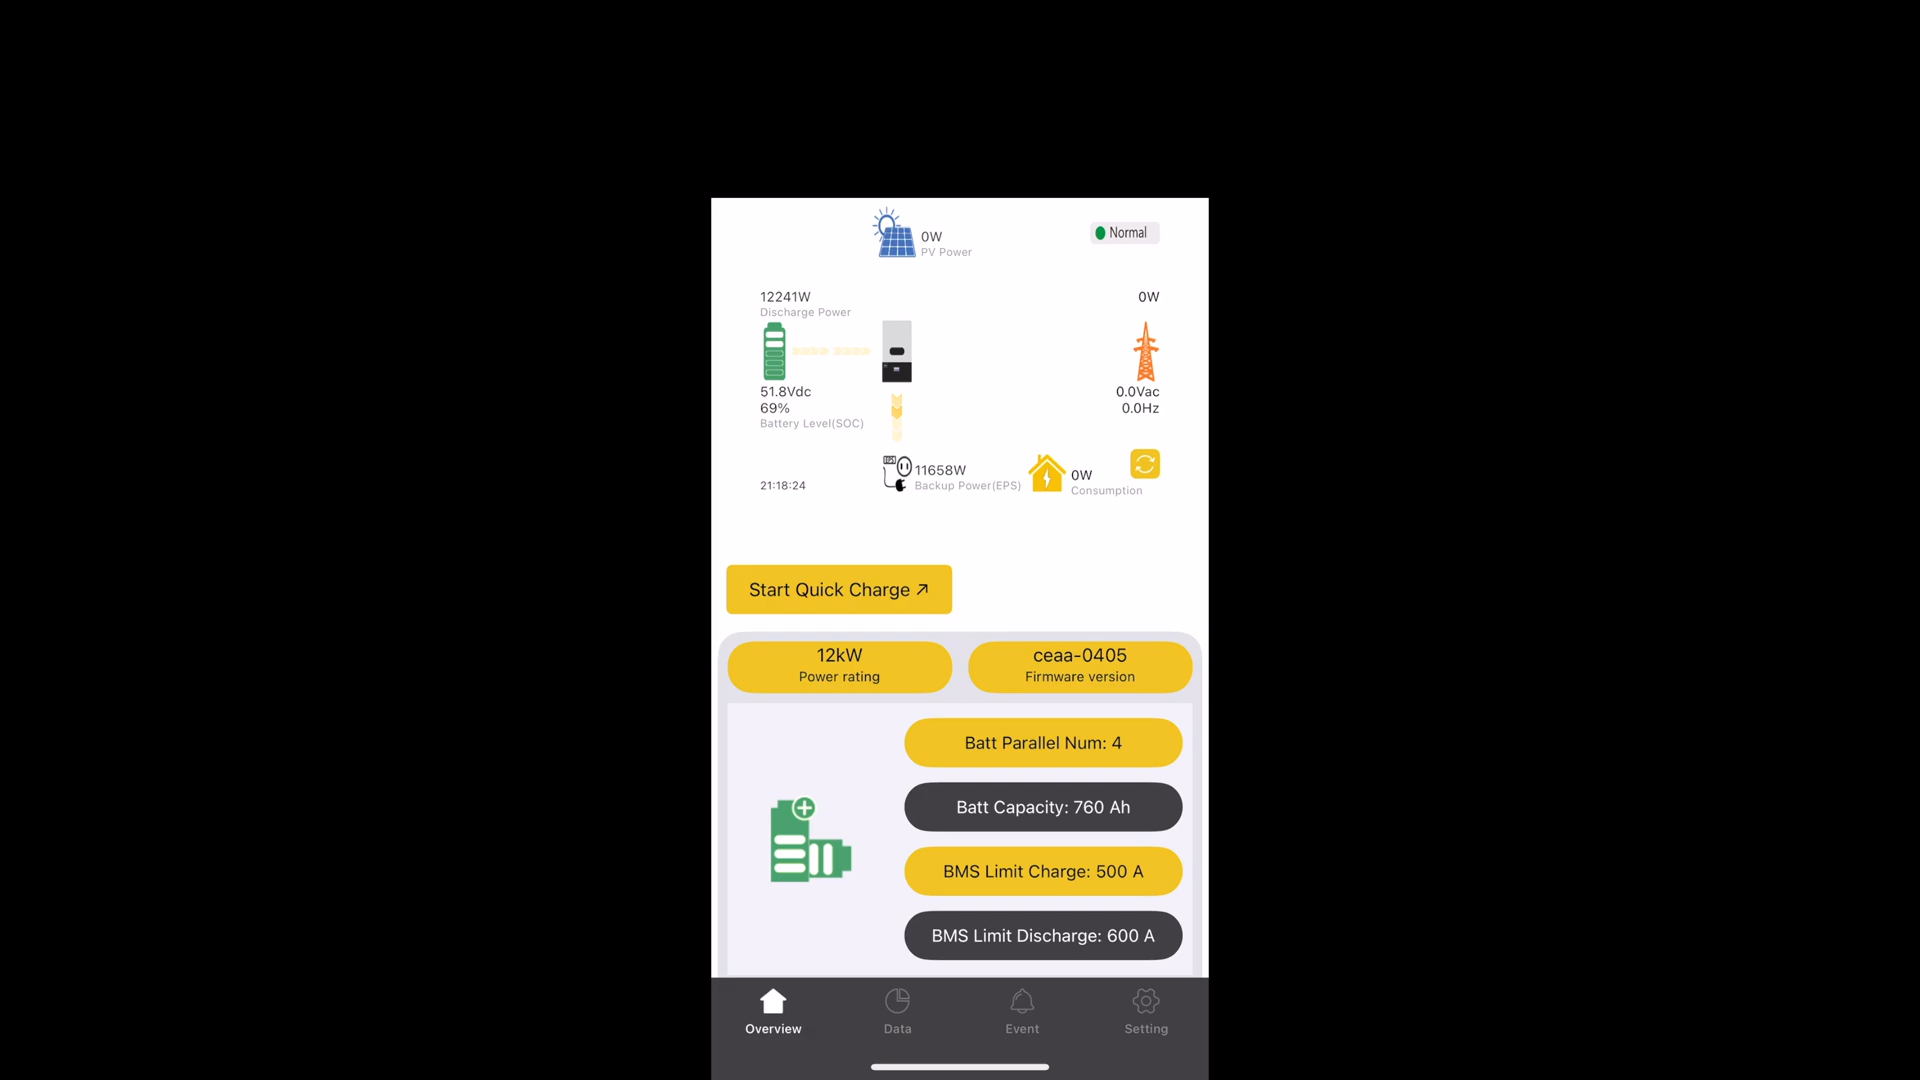 0W
PV Power
Normal
12241W
Discharge Power
0W
51.8Vdc
69%
Battery Level(SOC)
0.0Vac
0.0Hz
EPS
11658W
Backup Power(EPS)
0W
Consumption
21:18:24
Start Quick Charge ↗
12kW
Power rating
ceaa-0405
Firmware version
Batt Parallel Num: 4
Batt Capacity: 760 Ah
BMS Limit Charge: 500 A
BMS Limit Discharge: 600 A
Overview
Data
Event
Setting